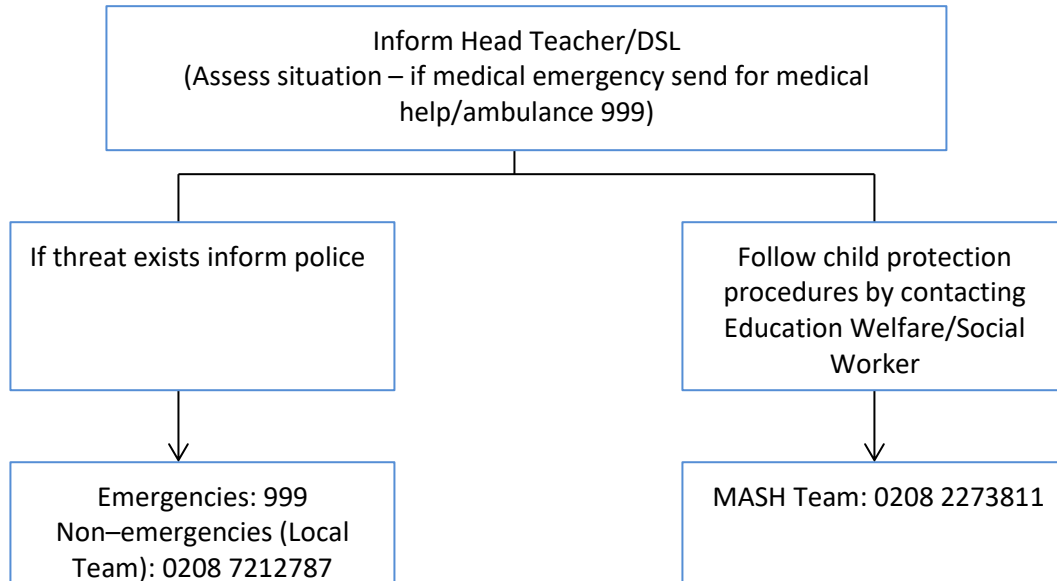 Inform Head Teacher/DSL
(Assess situation – if medical emergency send for medical
help/ambulance 999)
If threat exists inform police
Follow child protection
procedures by contacting
Education Welfare/Social
Worker
Emergencies: 999
Non–emergencies (Local
Team): 0208 7212787
MASH Team: 0208 2273811